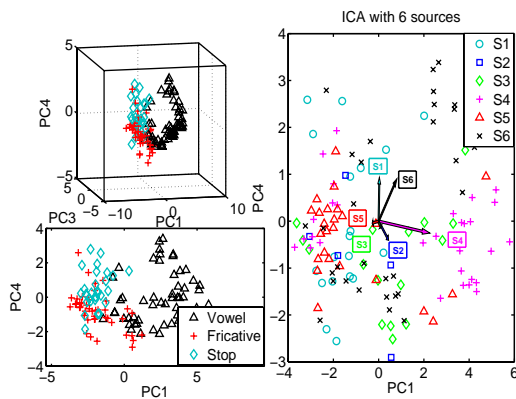 ICA with 6 sources
5
0
−5
PC4
5
0
−5
PC3
−10
0
10
PC1
4
2
0
−2
−4
PC4
−5
0
5
PC1
Vowel
Fricative
Stop
4
3
2
1
0
−1
−2
−3
−4
−2
0
2
4
6
PC4
PC1
S1
S2
S3
S4
S5
S6
S1
S6
S5
S3
S2
S4